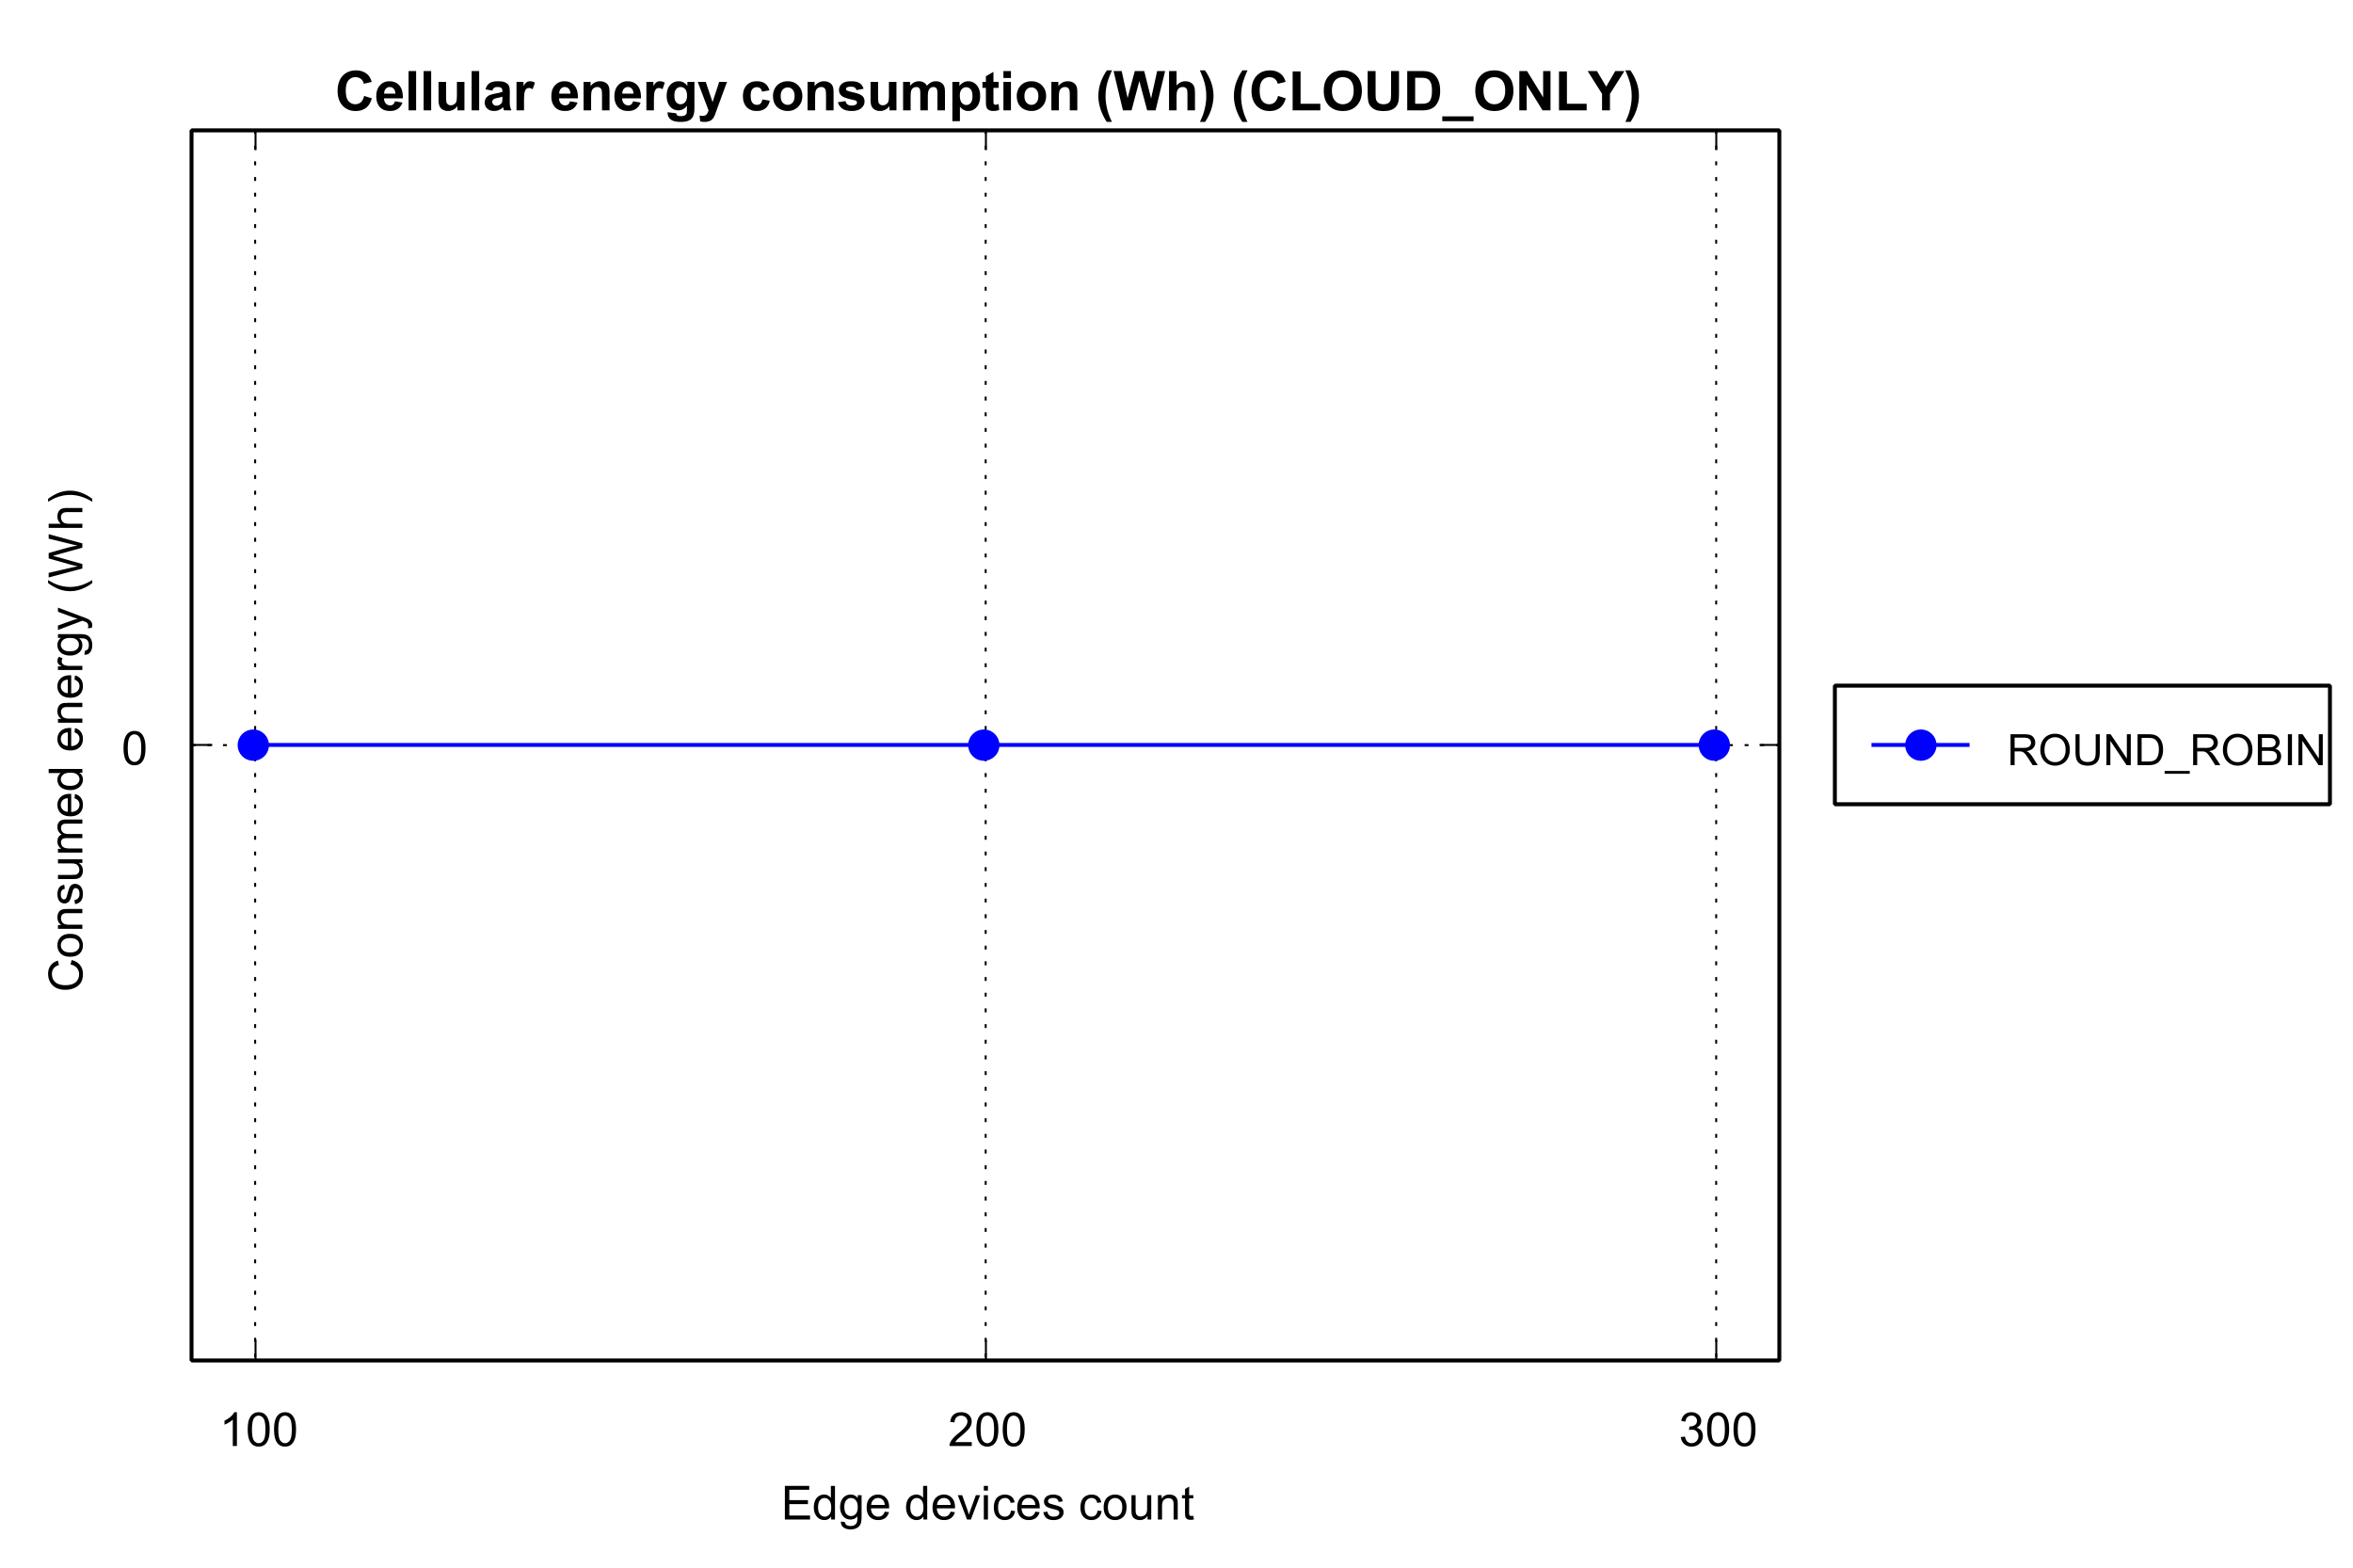 Cellular energy consumption (Wh) (CLOUD_ONLY)
Consumed energy (Wh)
0
ROUND_ROBIN
100
200
300
Edge devices count